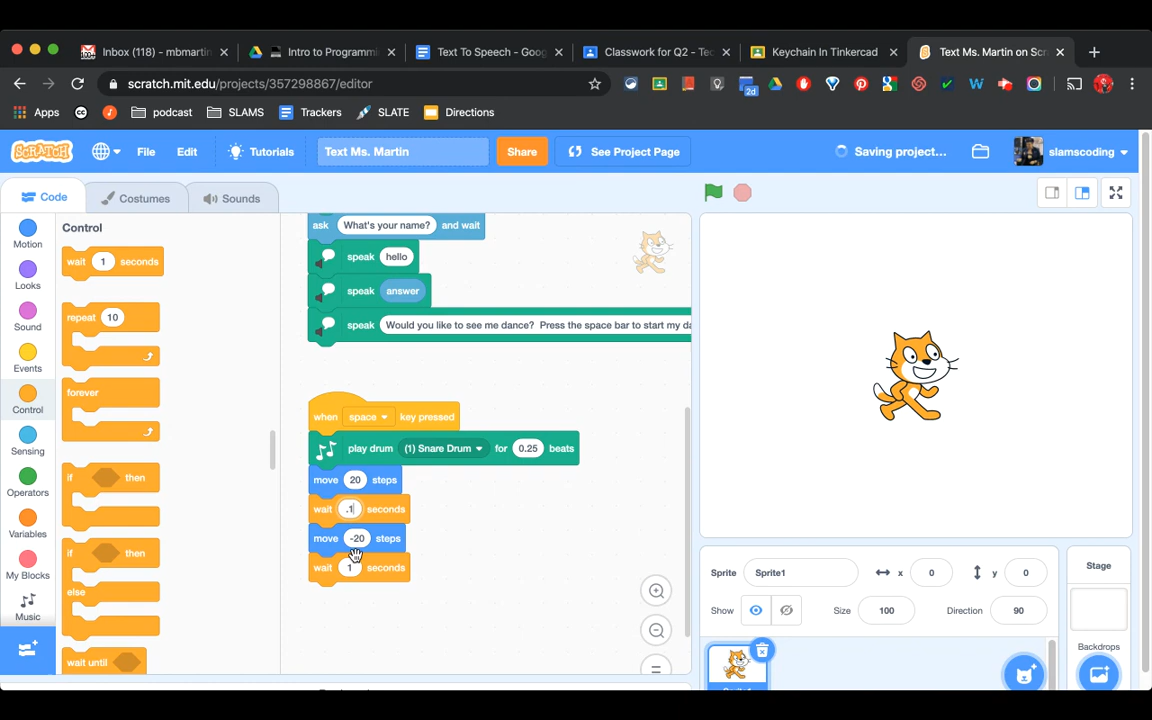 Inbox (118) - mbmartin
Intro to Programmi
Text To Speech - Goog
Classwork for Q2 - Tec
Keychain In Tinkercad
Text Ms. Martin on Scr
scratch.mit.edu/projects/357298867/editor
Apps
podcast
SLAMS
Trackers
SLATE
Directions
SCRATCH
File
Edit
Tutorials
Text Ms. Martin
Share
See Project Page
Saving project...
slamscoding
Code
Costumes
Sounds
Motion
Looks
Sound
Events
Control
Sensing
Operators
Variables
My Blocks
Music
Control
wait 1 seconds
repeat 10
forever
if then
if then
else
wait until
ask What's your name? and wait
speak hello
speak answer
speak Would you like to see me dance? Press the space bar to start my da
when space key pressed
play drum (1) Snare Drum for 0.25 beats
move 20 steps
wait .1 seconds
move -20 steps
wait 1 seconds
Sprite Sprite1 x 0 y 0
Show Size 100 Direction 90
Stage
Backdrops